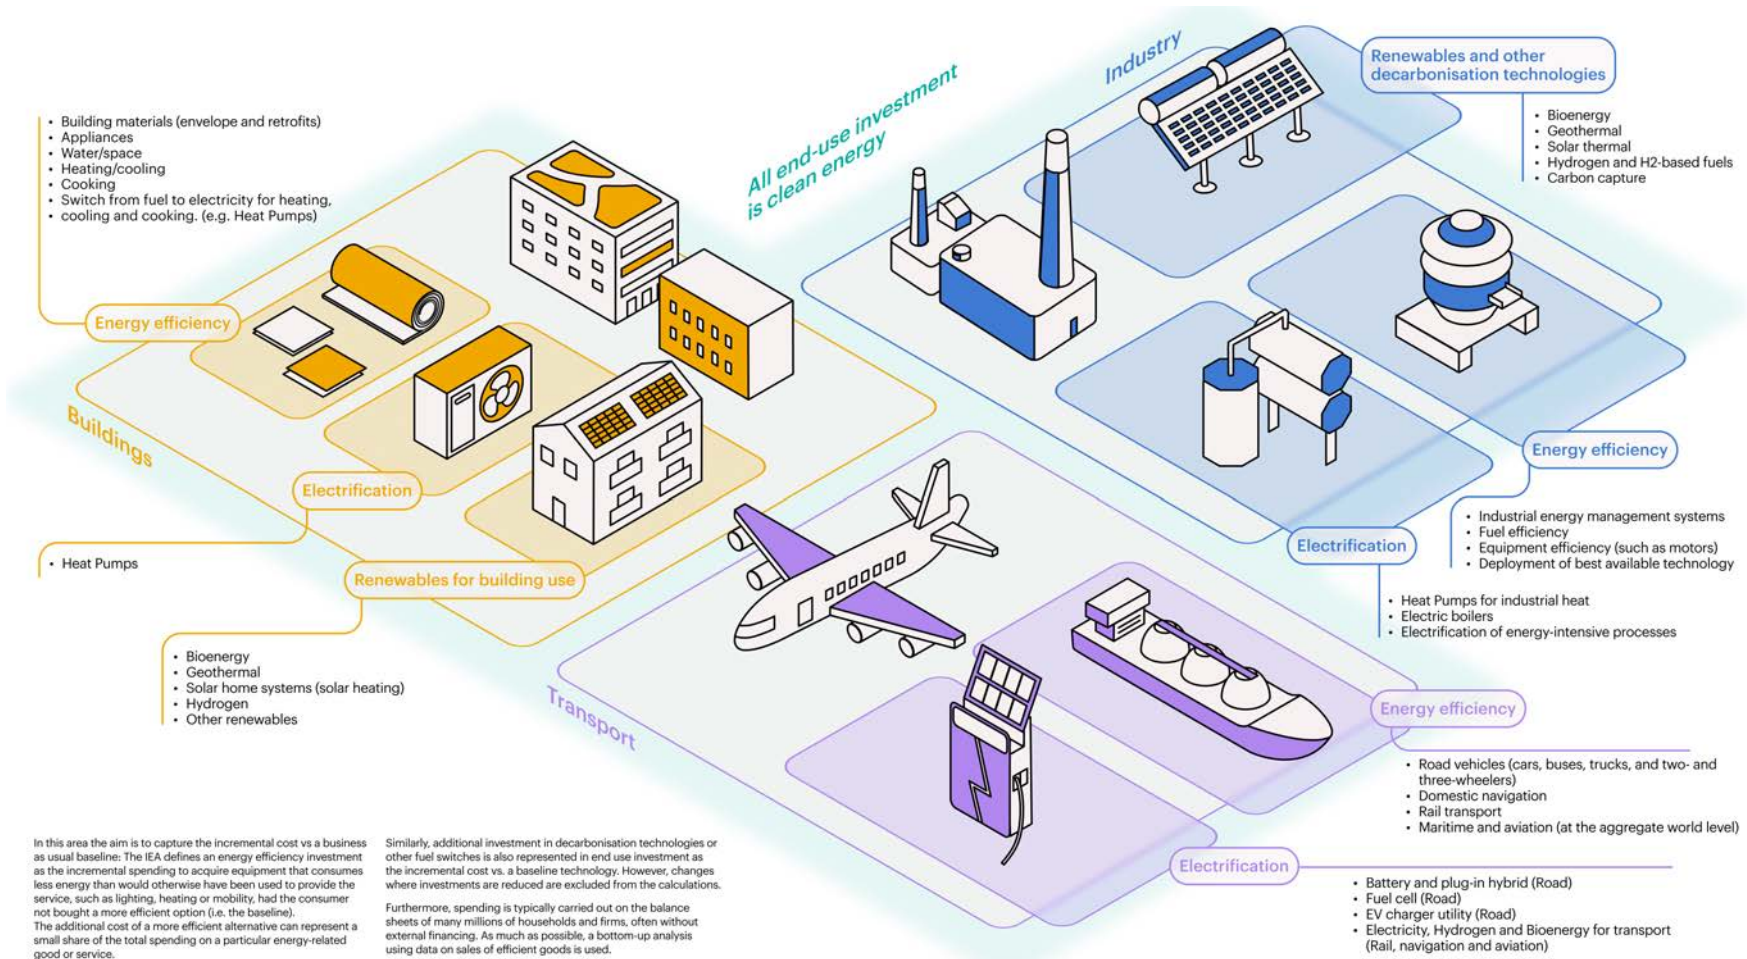 All end-use investment
is clean energy
• Building materials (envelope and retrofits)
• Appliances
• Water/space
• Heating/cooling
• Cooking
• Switch from fuel to electricity for heating,
• cooling and cooking. (e.g. Heat Pumps)
Energy efficiency
Buildings
Electrification
• Heat Pumps
Renewables for building use
• Bioenergy
• Geothermal
• Solar home systems (solar heating)
• Hydrogen
• Other renewables
Industry
Renewables and other
decarbonisation technologies
• Bioenergy
• Geothermal
• Solar thermal
• Hydrogen and H2-based fuels
• Carbon capture
Energy efficiency
• Industrial energy management systems
• Fuel efficiency
• Equipment efficiency (such as motors)
• Deployment of best available technology
Electrification
• Heat Pumps for industrial heat
• Electric boilers
• Electrification of energy-intensive processes
Transport
Energy efficiency
• Road vehicles (cars, buses, trucks, and two- and
three-wheelers)
• Domestic navigation
• Rail transport
• Maritime and aviation (at the aggregate world level)
Electrification
• Battery and plug-in hybrid (Road)
• Fuel cell (Road)
• EV charger utility (Road)
• Electricity, Hydrogen and Bioenergy for transport
(Rail, navigation and aviation)
In this area the aim is to capture the incremental cost vs a business
as usual baseline: The IEA defines an energy efficiency investment
as the incremental spending to acquire equipment that consumes
less energy than would otherwise have been used to provide the
service, such as lighting, heating or mobility, had the consumer
not bought a more efficient option (i.e. the baseline).
The additional cost of a more efficient alternative can represent a
small share of the total spending on a particular energy-related
good or service.
Similarly, additional investment in decarbonisation technologies or
other fuel switches is also represented in end use investment as
the incremental cost vs. a baseline technology. However, changes
where investments are reduced are excluded from the calculations.
Furthermore, spending is typically carried out on the balance
sheets of many millions of households and firms, often without
external financing. As much as possible, a bottom-up analysis
using data on sales of efficient goods is used.